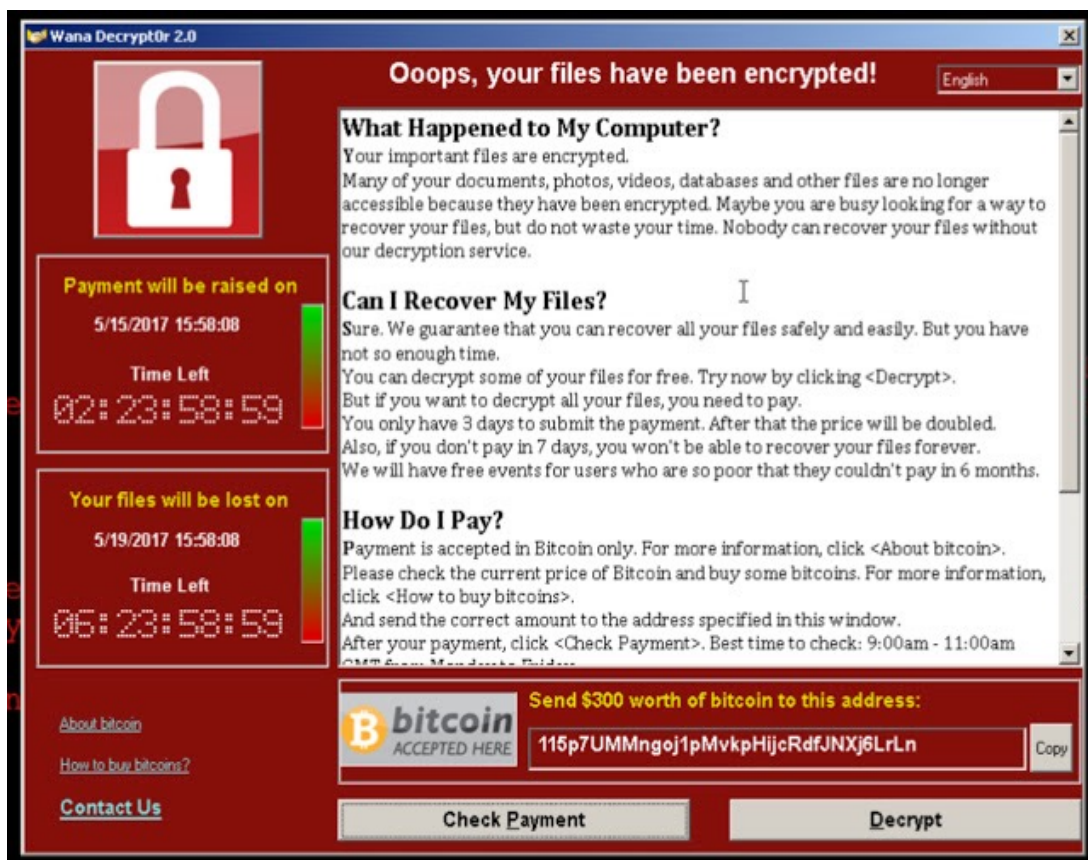 Wana Decrypt0r 2.0
Ooops, your files have been encrypted!
English
What Happened to My Computer?
Your important files are encrypted.
Many of your documents, photos, videos, databases and other files are no longer
accessible because they have been encrypted. Maybe you are busy looking for a way to
recover your files, but do not waste your time. Nobody can recover your files without
our decryption service.
Can I Recover My Files?
Sure. We guarantee that you can recover all your files safely and easily. But you have
not so enough time.
You can decrypt some of your files for free. Try now by clicking <Decrypt>.
But if you want to decrypt all your files, you need to pay.
You only have 3 days to submit the payment. After that the price will be doubled.
Also, if you don't pay in 7 days, you won't be able to recover your files forever.
We will have free events for users who are so poor that they couldn't pay in 6 months.
How Do I Pay?
Payment is accepted in Bitcoin only. For more information, click <About bitcoin>.
Please check the current price of Bitcoin and buy some bitcoins. For more information,
click <How to buy bitcoins>.
And send the correct amount to the address specified in this window.
After your payment, click <Check Payment>. Best time to check: 9:00am - 11:00am
Payment will be raised on
5/15/2017 15:58:08
Time Left
02:23:58:59
Your files will be lost on
5/19/2017 15:58:08
Time Left
06:23:58:59
About bitcoin
How to buy bitcoins?
Contact Us
bitcoin
ACCEPTED HERE
Send $300 worth of bitcoin to this address:
115p7UMMngoj1pMvkpHijcRdfJNXj6LrLn
Copy
Check Payment
Decrypt